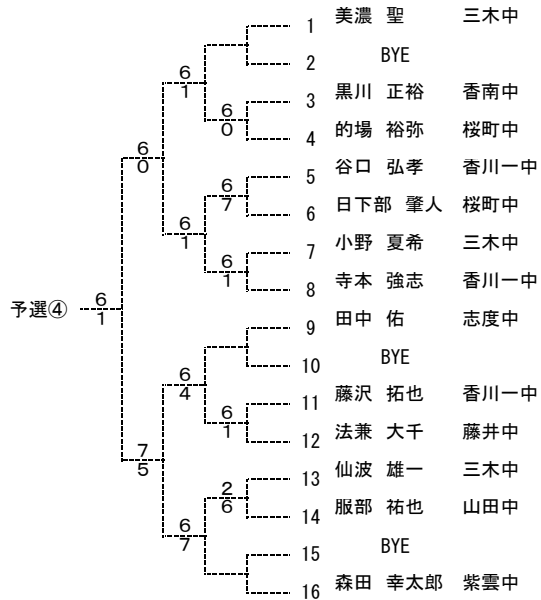 1 美濃 聖 三木中
2 BYE
6
1
3 黒川 正裕 香南中
6
0
4 的場 裕弥 桜町中
6
0
5 谷口 弘孝 香川一中
6
7
6 日下部 肇人 桜町中
6
1
7 小野 夏希 三木中
6
1
8 寺本 強志 香川一中
予選④
6
1
9 田中 佑 志度中
10 BYE
6
4
11 藤沢 拓也 香川一中
6
1
12 法兼 大千 藤井中
7
5
13 仙波 雄一 三木中
2
6
14 服部 祐也 山田中
6
7
15 BYE
16 森田 幸太郎 紫雲中